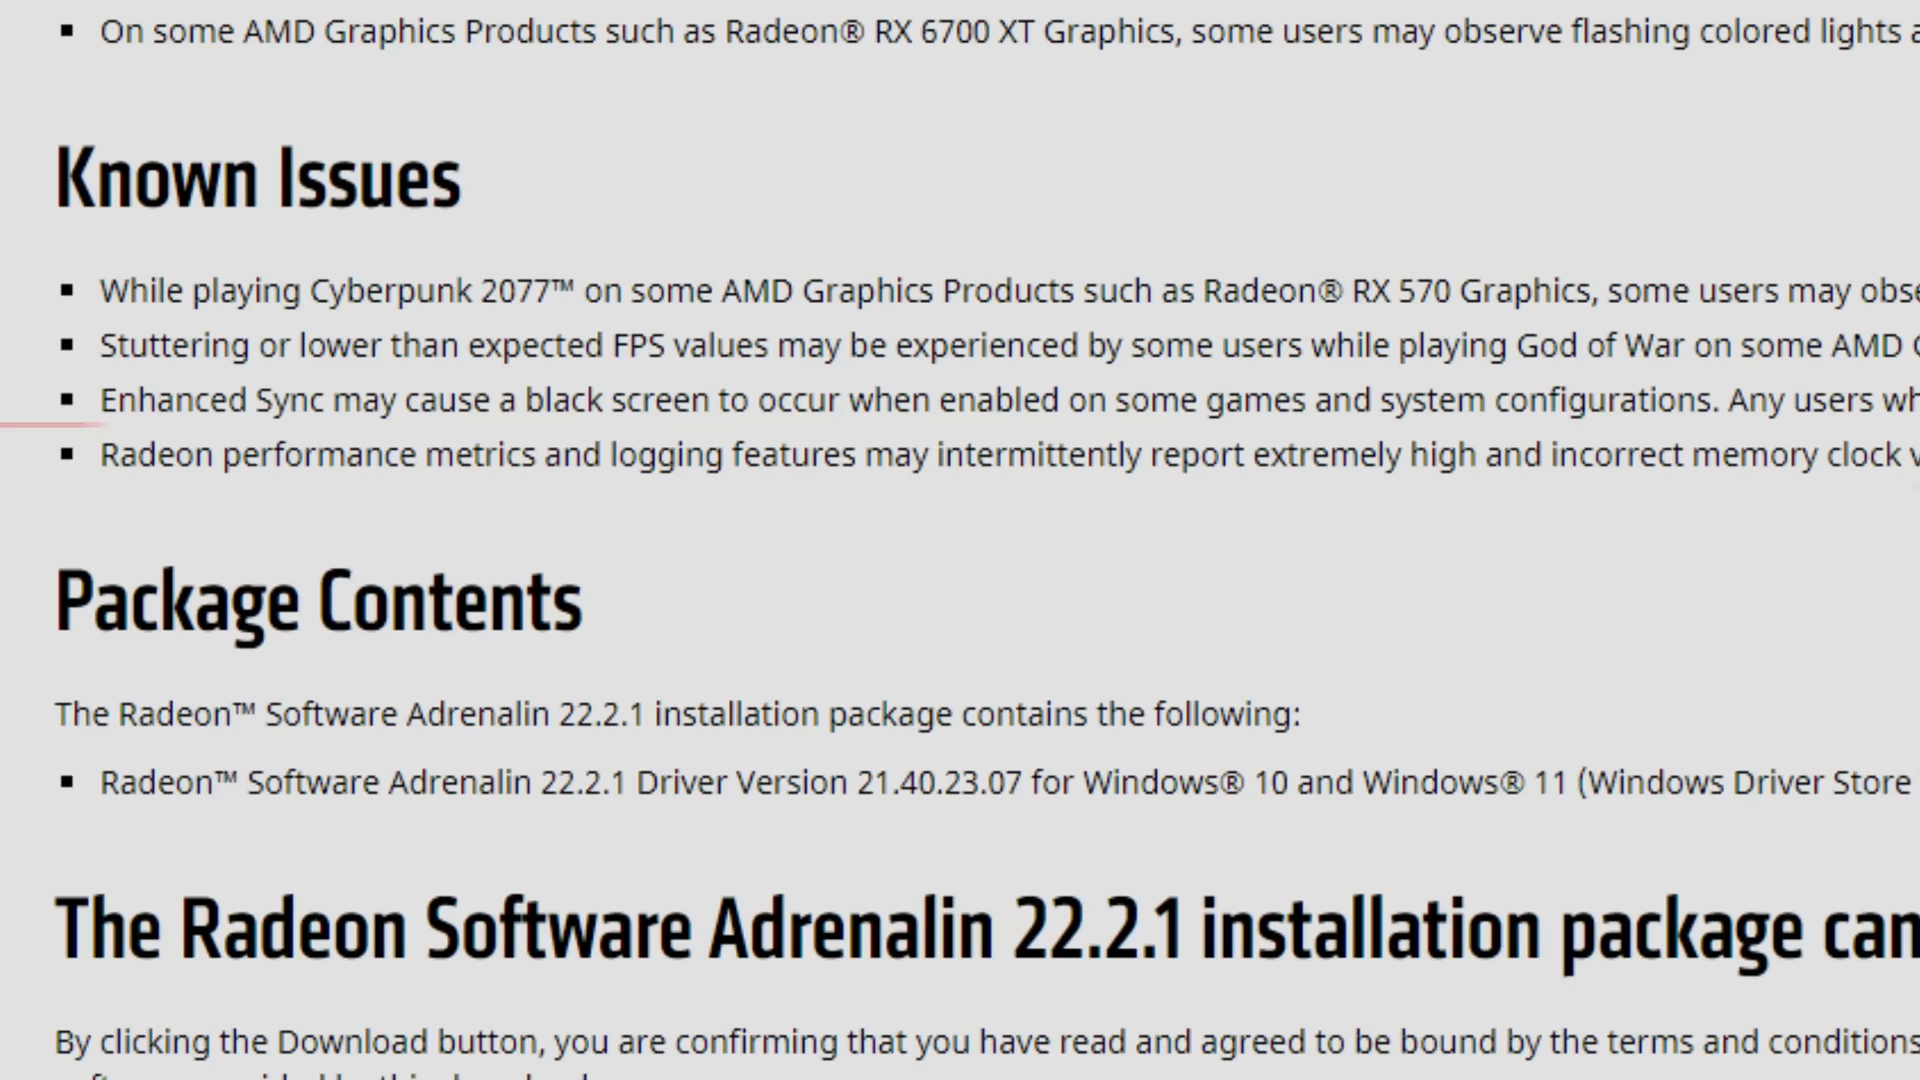 ▪ On some AMD Graphics Products such as Radeon® RX 6700 XT Graphics, some users may observe flashing colored lights
Known Issues
▪ While playing Cyberpunk 2077™ on some AMD Graphics Products such as Radeon® RX 570 Graphics, some users may
▪ Stuttering or lower than expected FPS values may be experienced by some users while playing God of War on some AMD
▪ Enhanced Sync may cause a black screen to occur when enabled on some games and system configurations. Any users
▪ Radeon performance metrics and logging features may intermittently report extremely high and incorrect memory clock
Package Contents
The Radeon™ Software Adrenalin 22.2.1 installation package contains the following:
▪ Radeon™ Software Adrenalin 22.2.1 Driver Version 21.40.23.07 for Windows® 10 and Windows® 11 (Windows Driver Store
The Radeon Software Adrenalin 22.2.1 installation package can
By clicking the Download button, you are confirming that you have read and agreed to be bound by the terms and conditions